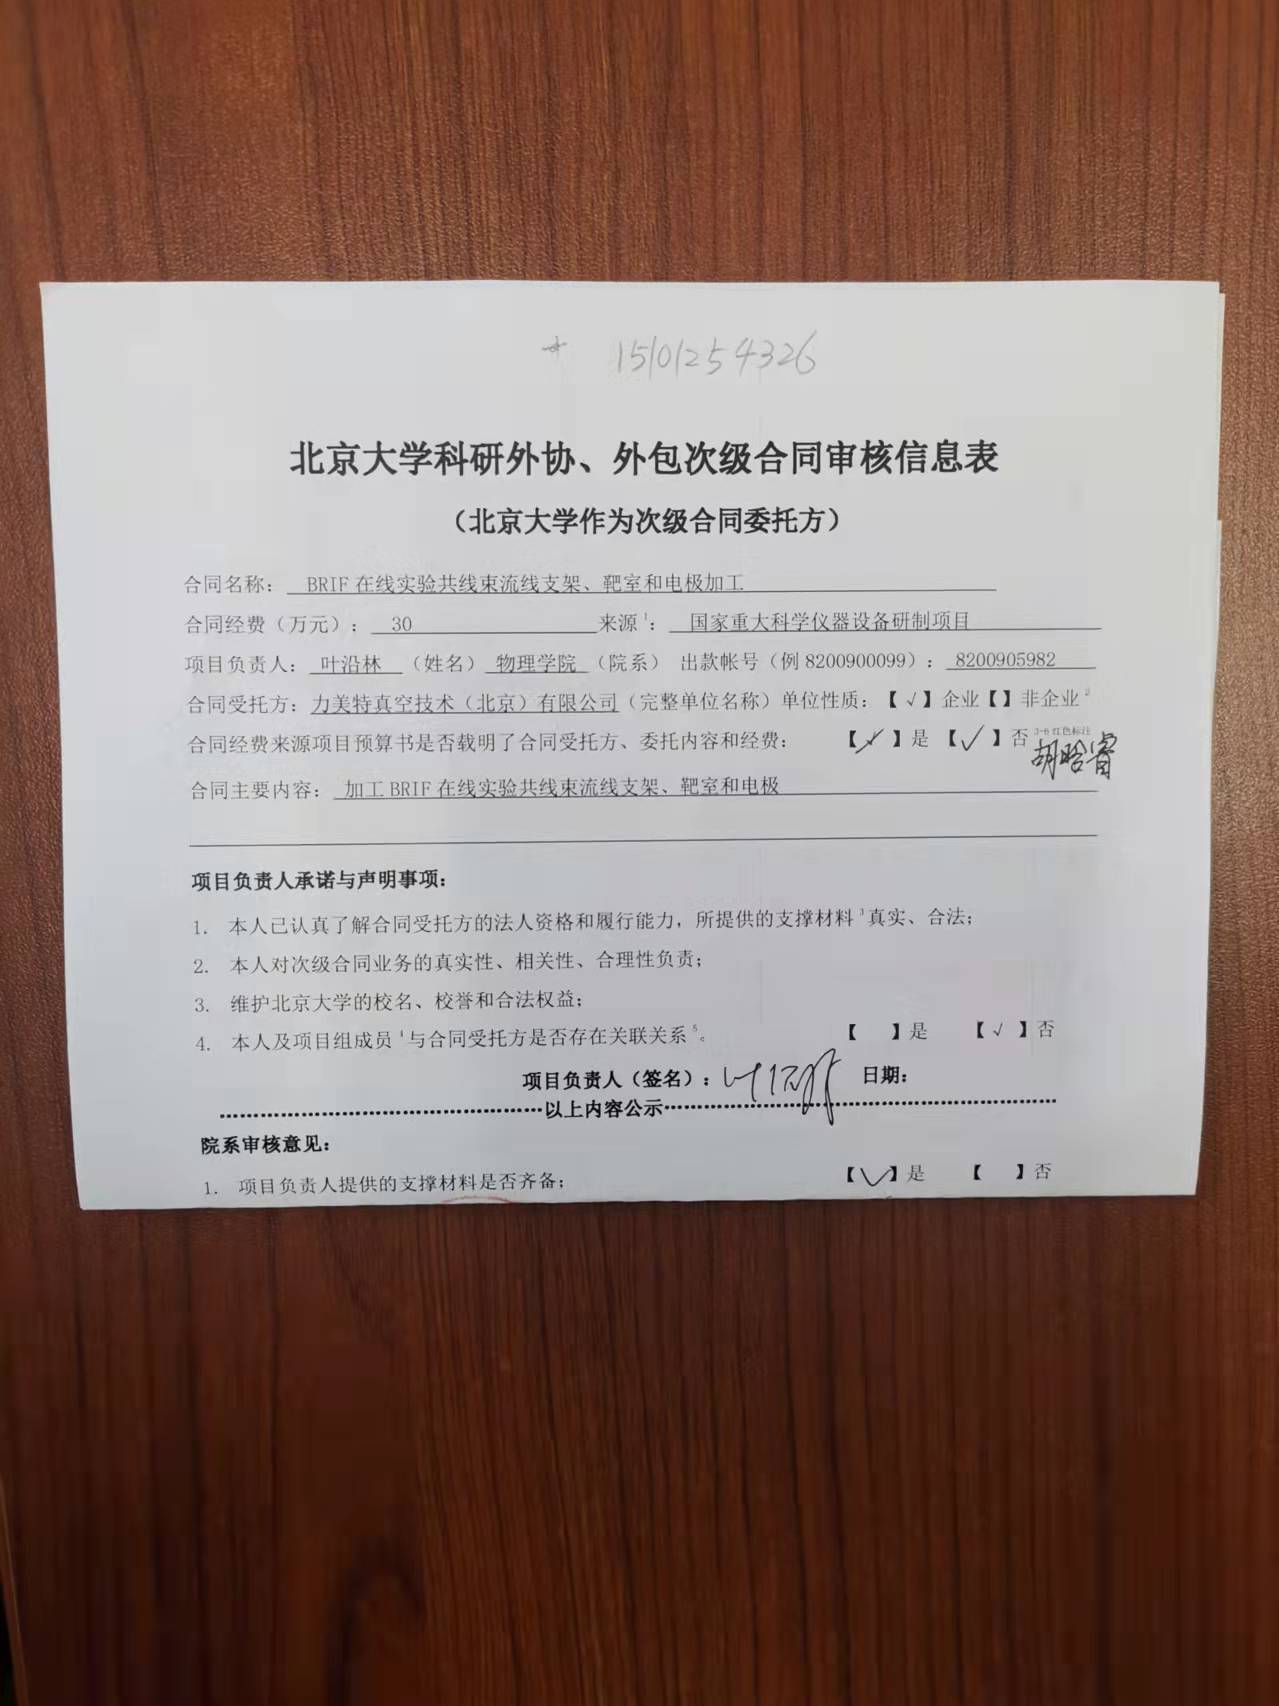 15101254326
北京大学科研外协、外包次级合同审核信息表
（北京大学作为次级合同委托方）
合同名称： BRIF 在线实验共线束流线支架、靶室和电极加工
合同经费（万元）： 30 来源1： 国家重大科学仪器设备研制项目
项目负责人： 叶沿林 （姓名） 物理学院 （院系） 出款帐号（例 8200900099）： 8200905982
合同受托方：力美特真空技术（北京）有限公司（完整单位名称）单位性质：【√】企业【】非企业2
合同经费来源项目预算书是否载明了合同受托方、委托内容和经费： 【√】是 【√】否 3-6 红色标注
胡晗睿
合同主要内容： 加工 BRIF 在线实验共线束流线支架、靶室和电极
项目负责人承诺与声明事项：
1. 本人已认真了解合同受托方的法人资格和履行能力，所提供的支撑材料3真实、合法；
2. 本人对次级合同业务的真实性、相关性、合理性负责；
3. 维护北京大学的校名、校誉和合法权益；
4. 本人及项目组成员4与合同受托方是否存在关联关系5。 【 】是 【√】否
项目负责人（签名）：叶沿林 日期：
以上内容公示
院系审核意见：
1. 项目负责人提供的支撑材料是否齐备； 【√】是 【 】否